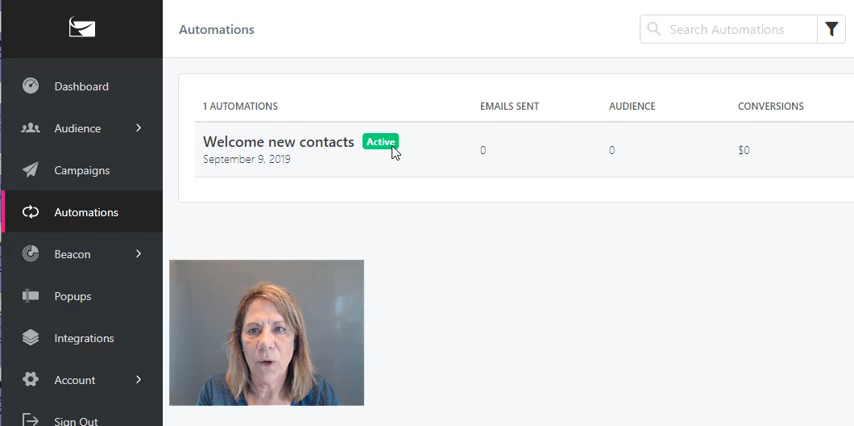 Automations
Search Automations
Dashboard
Audience
Campaigns
Automations
Beacon
Popups
Integrations
Account
Sign Out
1 AUTOMATIONS
EMAILS SENT
AUDIENCE
CONVERSIONS
Welcome new contacts
Active
September 9, 2019
0
0
$0